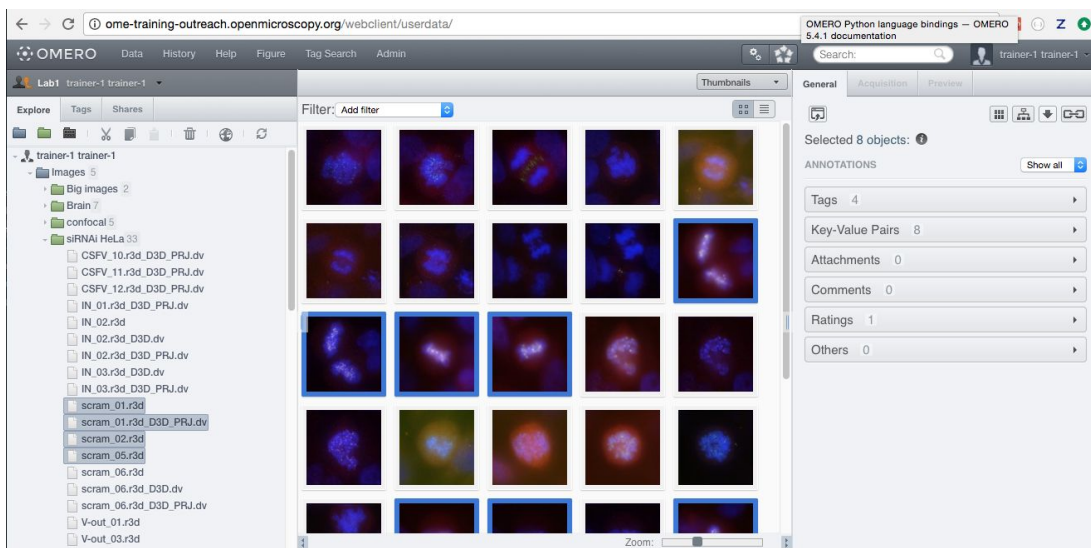 ome-training-outreach.openmicroscopy.org/webclient/userdata/
OMERO Python language bindings — OMERO
5.4.1 documentation
Z
OMERO Data History Help Figure Tag Search Admin
Search:
trainer-1 trainer-1
Lab1 trainer-1 trainer-1
Thumbnails
General Acquisition Preview
Explore Tags Shares
Filter: Add filter
Selected 8 objects:
ANNOTATIONS
Show all
Tags 4
Key-Value Pairs 8
Attachments 0
Comments 0
Ratings 1
Others 0
trainer-1 trainer-1
Images 5
Big images 2
Brain 7
confocal 5
siRNAi HeLa 33
CSFV_10.r3d_D3D_PRJ.dv
CSFV_11.r3d_D3D_PRJ.dv
CSFV_12.r3d_D3D_PRJ.dv
IN_01.r3d_D3D_PRJ.dv
IN_02.r3d
IN_02.r3d_D3D.dv
IN_02.r3d_D3D_PRJ.dv
IN_03.r3d_D3D.dv
IN_03.r3d_D3D_PRJ.dv
scram_01.r3d
scram_01.r3d_D3D_PRJ.dv
scram_02.r3d
scram_05.r3d
scram_06.r3d
scram_06.r3d_D3D.dv
scram_06.r3d_D3D_PRJ.dv
V-out_01.r3d
V-out_03.r3d
Zoom: